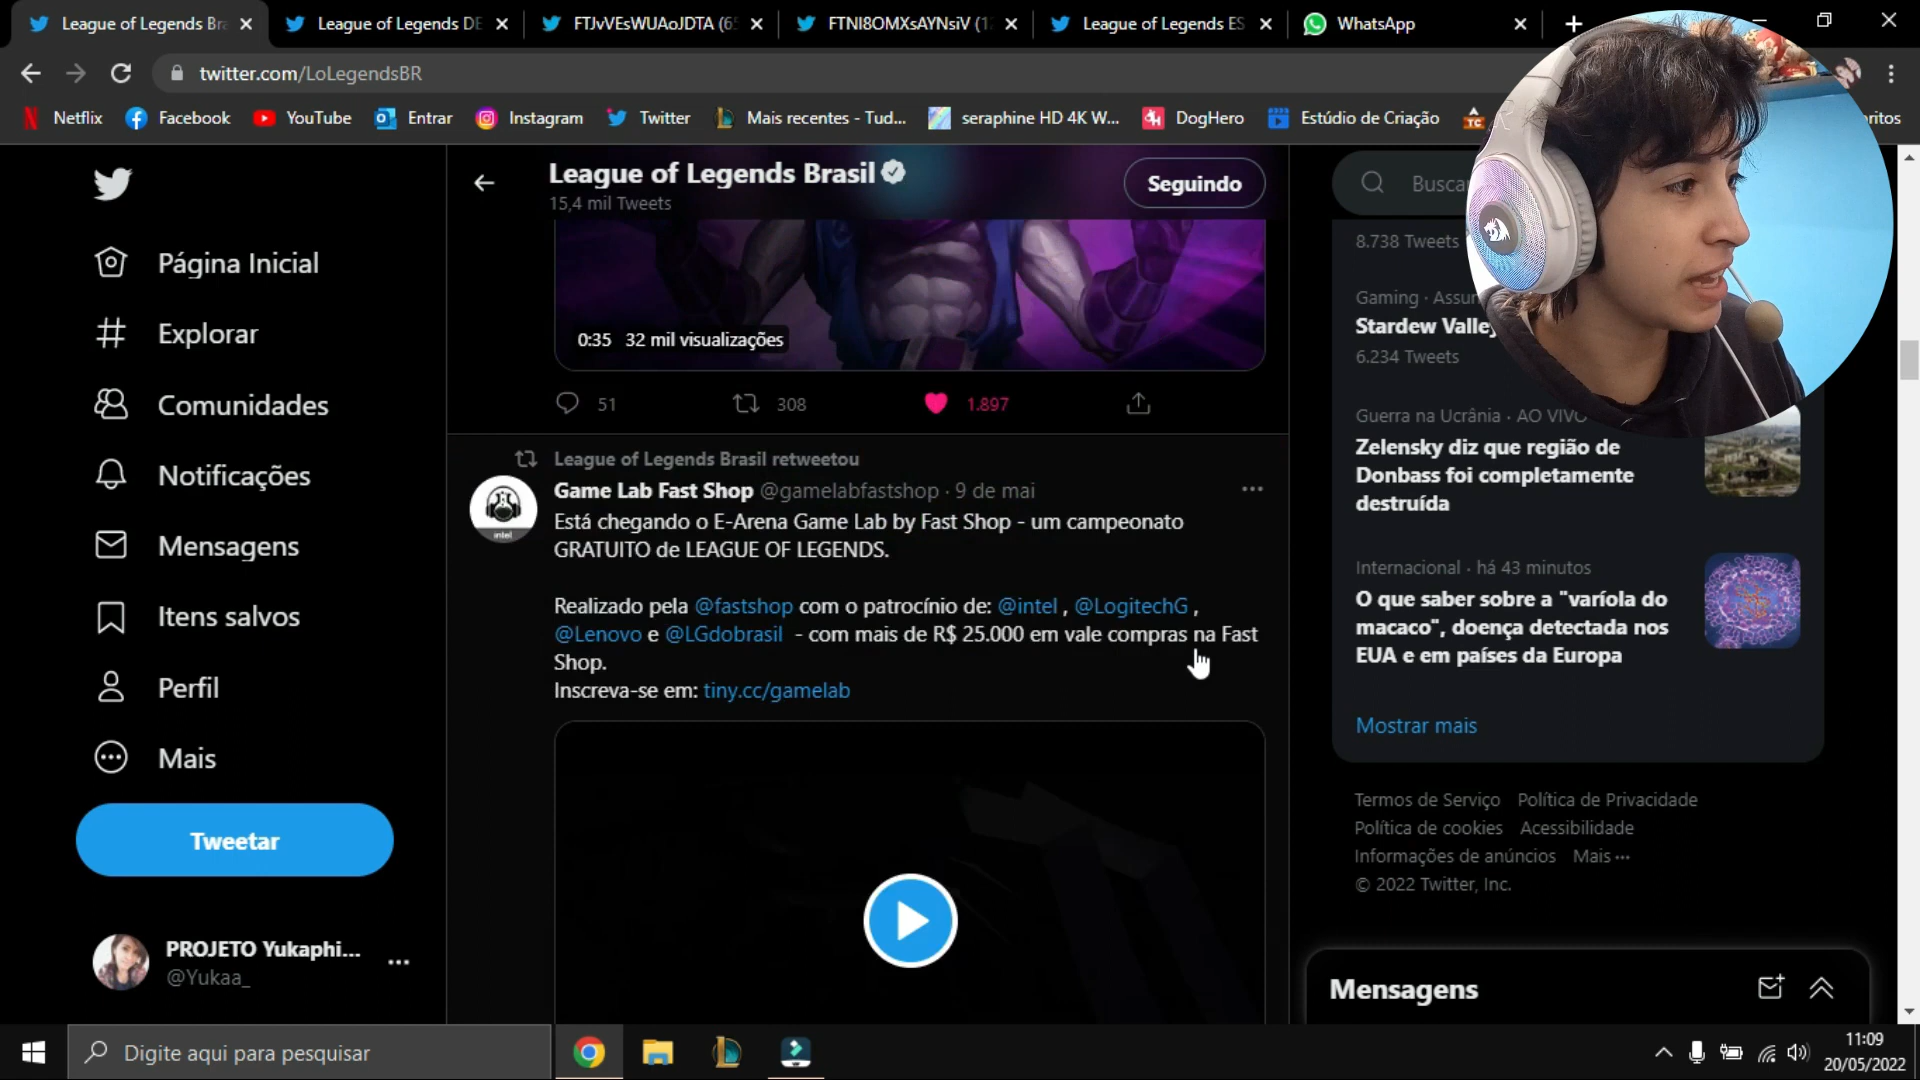 League of Legends Br
League of Legends DE
FTJvVEsWUAoJDTA (6
FTNI8OMXsAYNsiV (1
League of Legends ES
WhatsApp
twitter.com/LoLegendsBR
Netflix
Facebook
YouTube
Entrar
Instagram
Twitter
Mais recentes - Tud...
seraphine HD 4K W...
DogHero
Estúdio de Criação
TC
Página Inicial
Explorar
Comunidades
Notificações
Mensagens
Itens salvos
Perfil
Mais
Tweetar
PROJETO Yukaphi...
@Yukaa_
League of Legends Brasil
15,4 mil Tweets
Seguindo
0:35 32 mil visualizações
51
308
1.897
League of Legends Brasil retweetou
Game Lab Fast Shop @gamelabfastshop · 9 de mai
intel
Está chegando o E-Arena Game Lab by Fast Shop - um campeonato
GRATUITO de LEAGUE OF LEGENDS.
Realizado pela @fastshop com o patrocínio de: @intel , @LogitechG ,
@Lenovo e @LGdobrasil - com mais de R$ 25.000 em vale compras na Fast
Shop.
Inscreva-se em: tiny.cc/gamelab
Buscar
8.738 Tweets
Gaming · Assun
Stardew Valley
6.234 Tweets
Guerra na Ucrânia · AO VIVO
Zelensky diz que região de
Donbass foi completamente
destruída
Internacional · há 43 minutos
O que saber sobre a "varíola do
macaco", doença detectada nos
EUA e em países da Europa
Mostrar mais
Termos de Serviço Política de Privacidade
Política de cookies Acessibilidade
Informações de anúncios Mais ···
© 2022 Twitter, Inc.
Mensagens
Digite aqui para pesquisar
11:09
20/05/2022